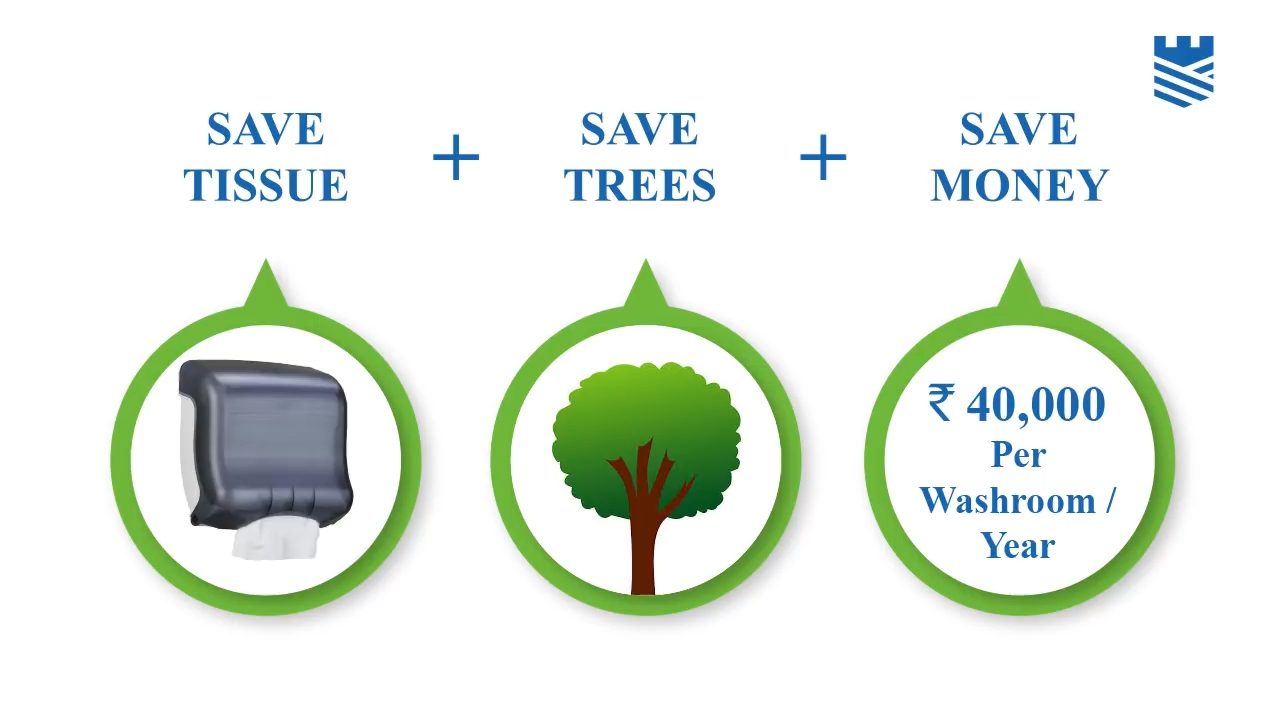 SAVE
TISSUE
+
SAVE
TREES
+
SAVE
MONEY
₹ 40,000
Per
Washroom /
Year